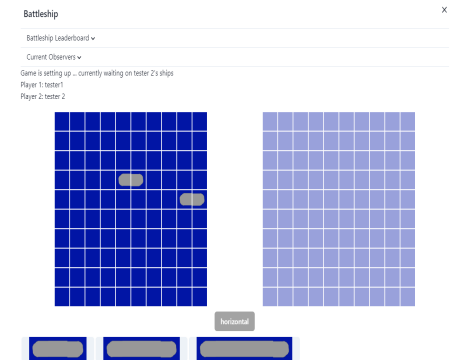 Battleship
X
Battleship Leaderboard
Current Observers
Game is setting up ... currently waiting on tester 2's ships
Player 1: tester1
Player 2: tester 2
horizontal